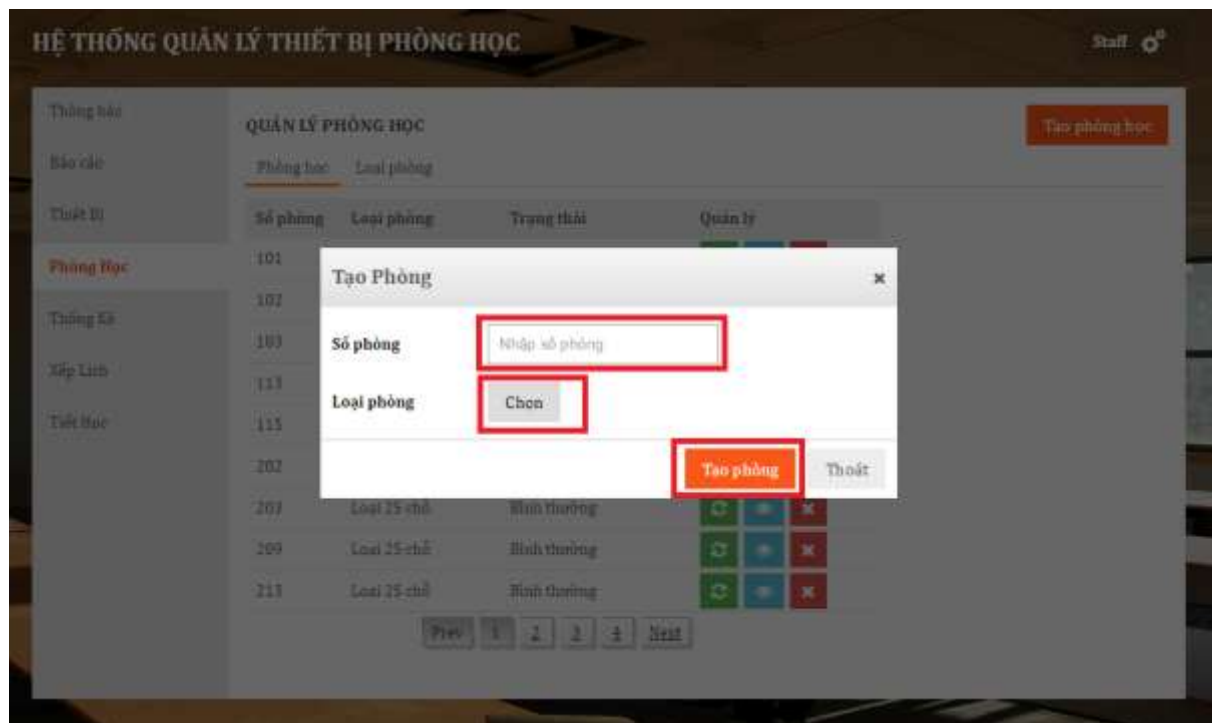 HỆ THỐNG QUẢN LÝ THIẾT BỊ PHÒNG HỌC
Staff
Thông báo
QUẢN LÝ PHÒNG HỌC
Tạo phòng học
Báo cáo
Phòng học Loại phòng
Thiết Bị
Số phòng Loại phòng Trạng thái Quản lý
Phòng Học
101
Tạo Phòng
102
Thống Kê
103
Số phòng Nhập số phòng
Xếp Lịch
113
Loại phòng Chọn
Tiết Học
115
202
Tạo phòng Thoát
203 Loại 25 chỗ Bình thường
209 Loại 25 chỗ Bình thường
213 Loại 25 chỗ Bình thường
Prev 1 2 3 4 Next